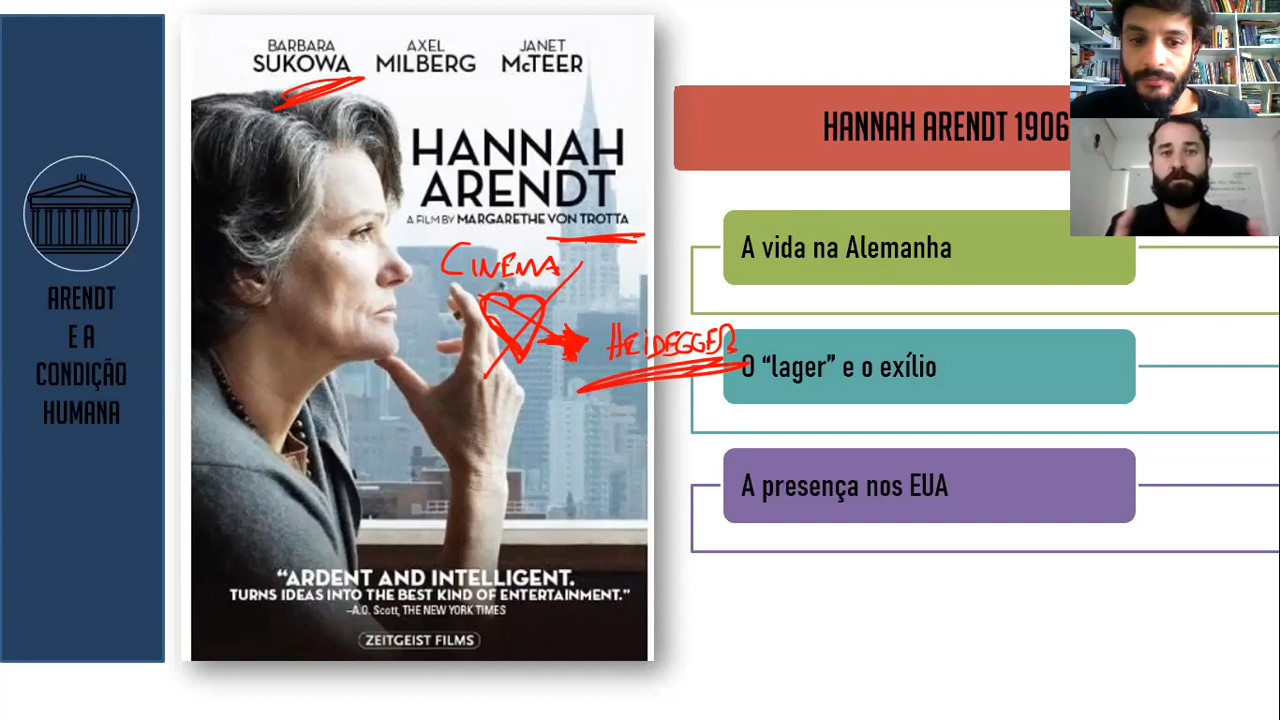 ARENDT
E A
CONDIÇÃO
HUMANA
BARBARA
SUKOWA
AXEL
MILBERG
JANET
McTEER
HANNAH
ARENDT
A FILM BY MARGARETHE VON TROTTA
CINEMA
HEIDEGGER
"ARDENT AND INTELLIGENT.
TURNS IDEAS INTO THE BEST KIND OF ENTERTAINMENT."
–A.O. Scott, THE NEW YORK TIMES
ZEITGEIST FILMS
HANNAH ARENDT 1906
A vida na Alemanha
O “lager” e o exílio
A presença nos EUA